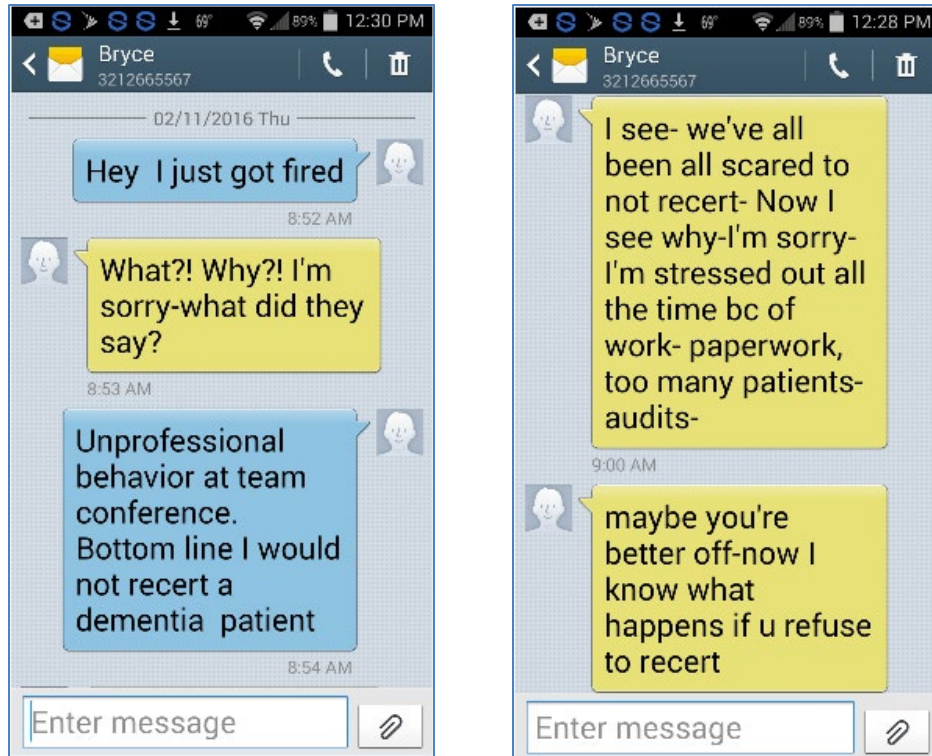 69° 89% 12:30 PM
Bryce
3212665567
02/11/2016 Thu
Hey I just got fired
8:52 AM
What?! Why?! I'm
sorry-what did they
say?
8:53 AM
Unprofessional
behavior at team
conference.
Bottom line I would
not recert a
dementia patient
8:54 AM
Enter message
69° 89% 12:28 PM
Bryce
3212665567
I see- we've all
been all scared to
not recert- Now I
see why-I'm sorry-
I'm stressed out all
the time bc of
work- paperwork,
too many patients-
audits-
9:00 AM
maybe you're
better off-now I
know what
happens if u refuse
to recert
Enter message